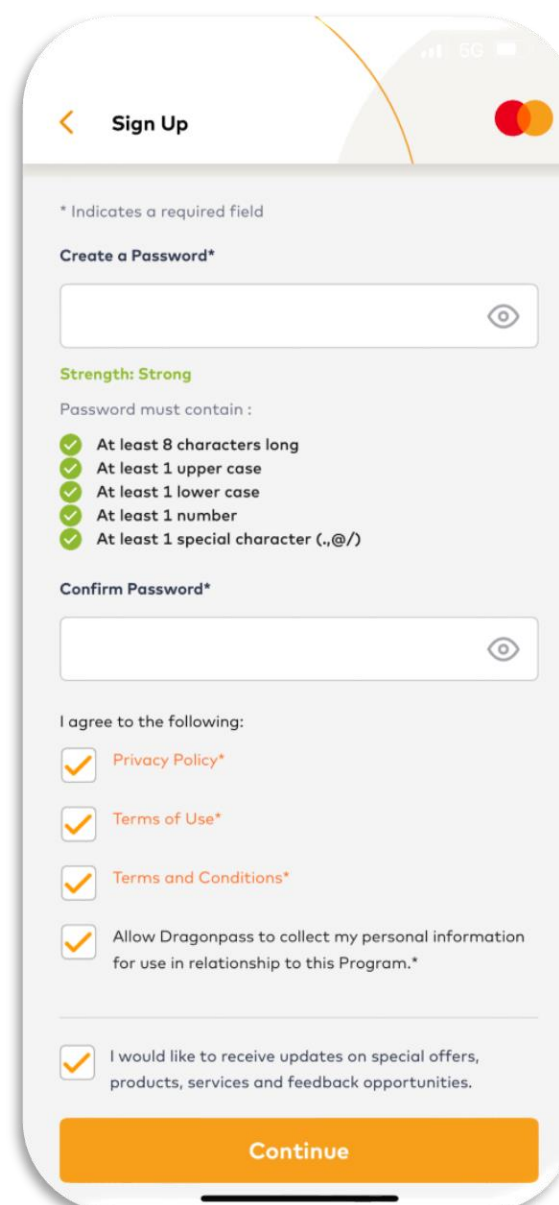 5G
Sign Up
* Indicates a required field
Create a Password*
Strength: Strong
Password must contain :
At least 8 characters long
At least 1 upper case
At least 1 lower case
At least 1 number
At least 1 special character (.,@/)
Confirm Password*
I agree to the following:
Privacy Policy*
Terms of Use*
Terms and Conditions*
Allow Dragonpass to collect my personal information
for use in relationship to this Program.*
I would like to receive updates on special offers,
products, services and feedback opportunities.
Continue